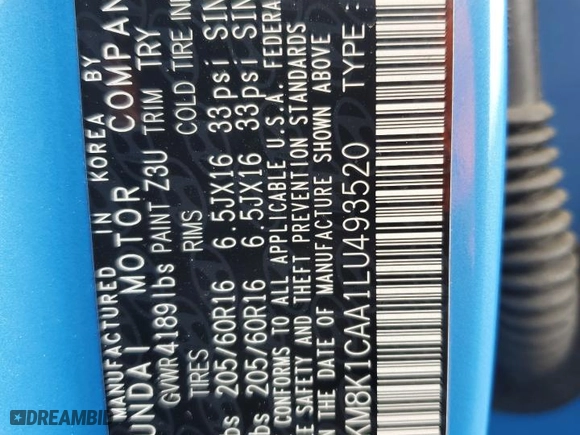 MANUFACTURED IN KOREA BY
UNDAI MOTOR COMPAN
GVWR 4189lbs PAINT Z3U TRIM TRY
TIRES RIMS COLD TIRE IN
205/60R16 6.5JX16 33psi SIN
205/60R16 6.5JX16 33psi SIN
CONFORMS TO ALL APPLICABLE U.S.A. FEDERA
SAFETY AND THEFT PREVENTION STANDARDS
ON THE DATE OF MANUFACTURE SHOWN ABOVE
KM8K1CAA1LU493520 TYPE:
DREAMBID